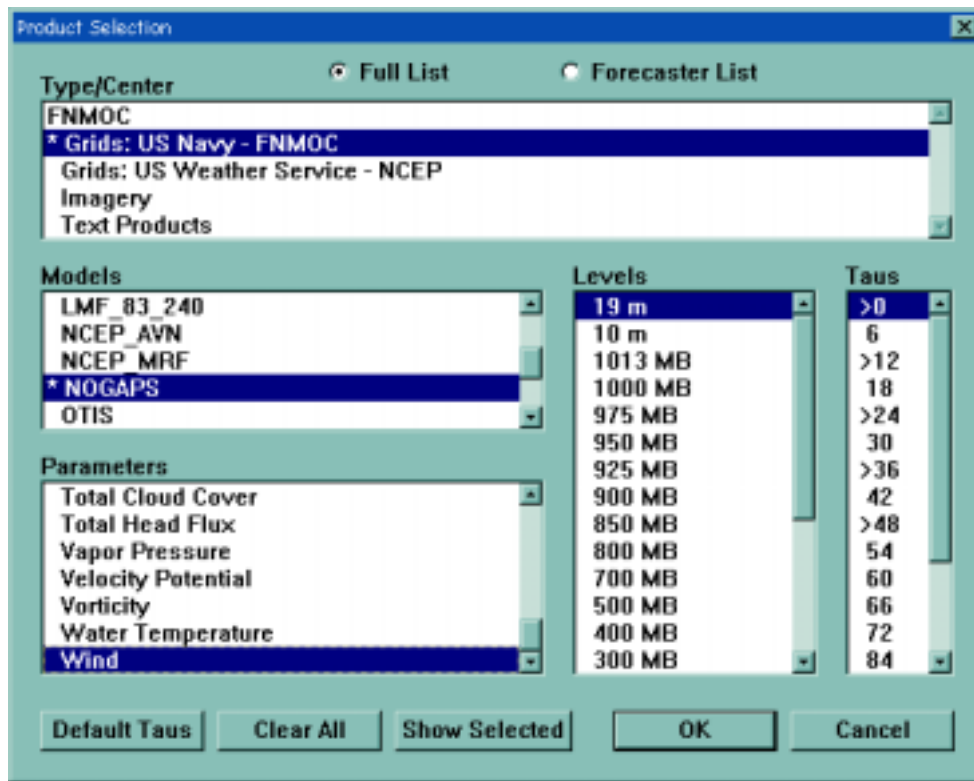 Product Selection
Full List
Forecaster List
Type/Center
FNMOC
* Grids: US Navy - FNMOC
Grids: US Weather Service - NCEP
Imagery
Text Products
Models
LMF_83_240
NCEP_AVN
NCEP_MRF
* NOGAPS
OTIS
Parameters
Total Cloud Cover
Total Head Flux
Vapor Pressure
Velocity Potential
Vorticity
Water Temperature
Wind
Levels
19 m
10 m
1013 MB
1000 MB
975 MB
950 MB
925 MB
900 MB
850 MB
800 MB
700 MB
500 MB
400 MB
300 MB
Taus
>0
6
>12
18
>24
30
>36
42
>48
54
60
66
72
84
Default Taus
Clear All
Show Selected
OK
Cancel